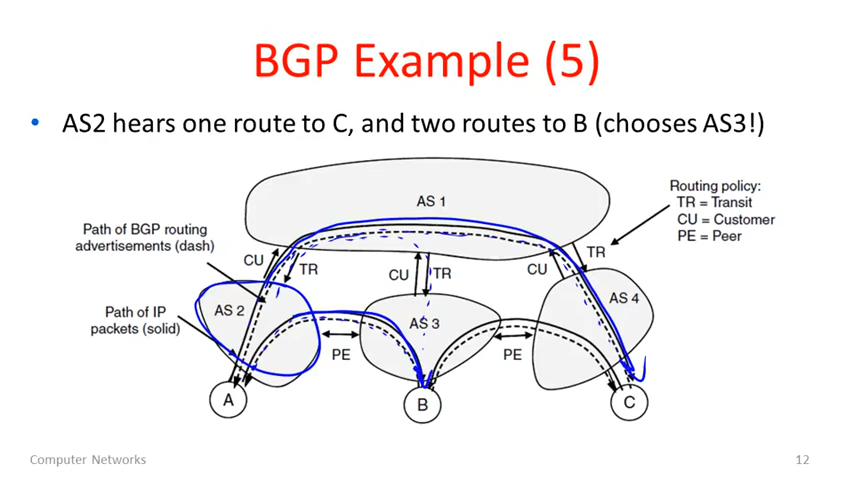 BGP Example (5)
• AS2 hears one route to C, and two routes to B (chooses AS3!)
AS 1
Routing policy:
TR = Transit
CU = Customer
PE = Peer
Path of BGP routing
advertisements (dash)
CU
TR
CU
TR
CU
TR
Path of IP
packets (solid)
AS 2
AS 3
AS 4
PE
PE
A
B
C
Computer Networks
12